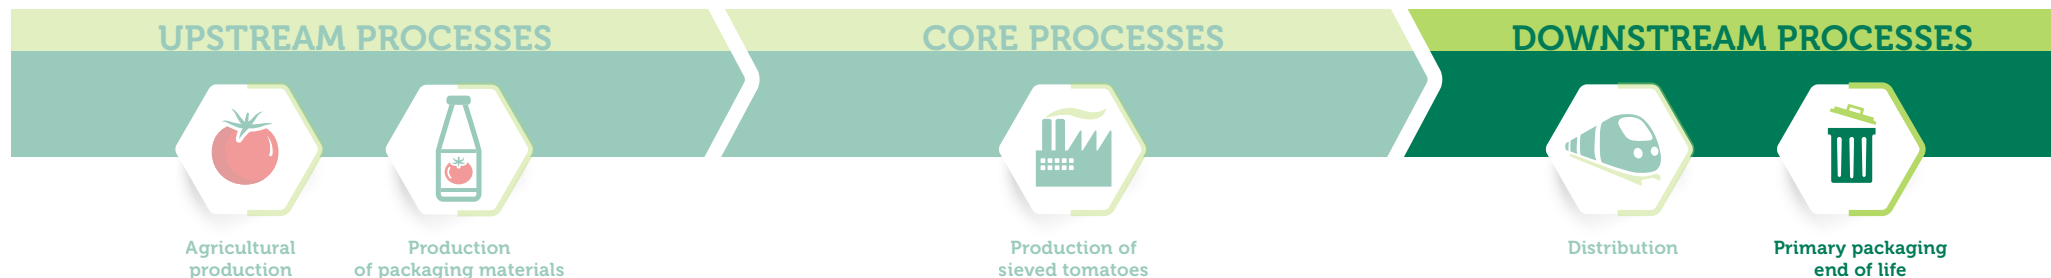 UPSTREAM PROCESSES
CORE PROCESSES
DOWNSTREAM PROCESSES
Agricultural
production
Production
of packaging materials
Production of
sieved tomatoes
Distribution
Primary packaging
end of life